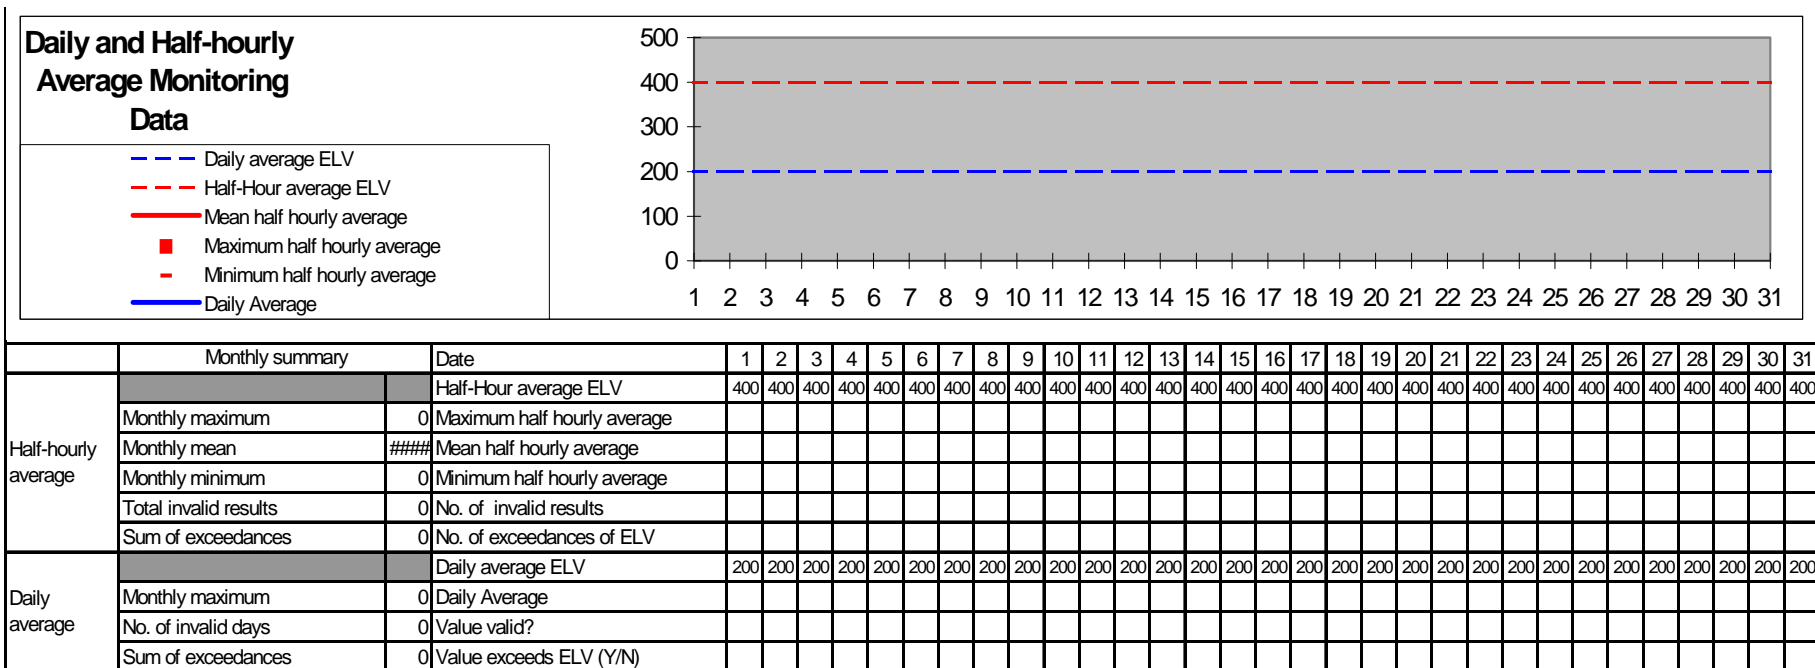 Daily and Half-hourly
Average Monitoring
Data
Daily average ELV
Half-Hour average ELV
Mean half hourly average
Maximum half hourly average
Minimum half hourly average
Daily Average
500
400
300
200
100
0
1 2 3 4 5 6 7 8 9 10 11 12 13 14 15 16 17 18 19 20 21 22 23 24 25 26 27 28 29 30 31
Monthly summary Date 1 2 3 4 5 6 7 8 9 10 11 12 13 14 15 16 17 18 19 20 21 22 23 24 25 26 27 28 29 30 31
Half-Hour average ELV 400 400 400 400 400 400 400 400 400 400 400 400 400 400 400 400 400 400 400 400 400 400 400 400 400 400 400 400 400 400 400
Monthly maximum 0 Maximum half hourly average
Half-hourly average
Monthly mean #### Mean half hourly average
Monthly minimum 0 Minimum half hourly average
Total invalid results 0 No. of invalid results
Sum of exceedances 0 No. of exceedances of ELV
Daily average ELV 200 200 200 200 200 200 200 200 200 200 200 200 200 200 200 200 200 200 200 200 200 200 200 200 200 200 200 200 200 200 200
Daily average
Monthly maximum 0 Daily Average
No. of invalid days 0 Value valid?
Sum of exceedances 0 Value exceeds ELV (Y/N)